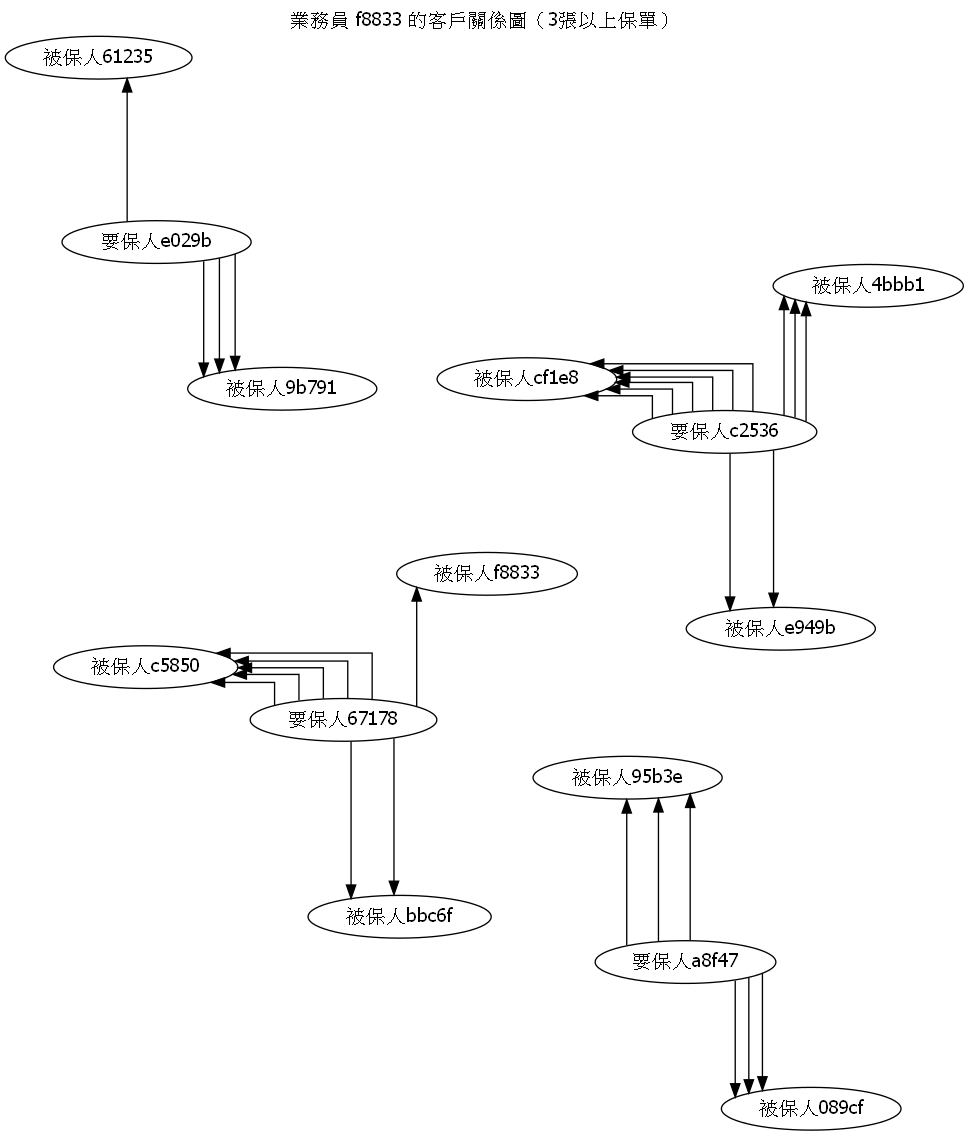 業務員 f8833 的客戶關係圖（3張以上保單）
被保人61235
要保人e029b
被保人9b791
被保人4bbb1
被保人cf1e8
要保人c2536
被保人e949b
被保人f8833
被保人c5850
要保人67178
被保人bbc6f
被保人95b3e
要保人a8f47
被保人089cf